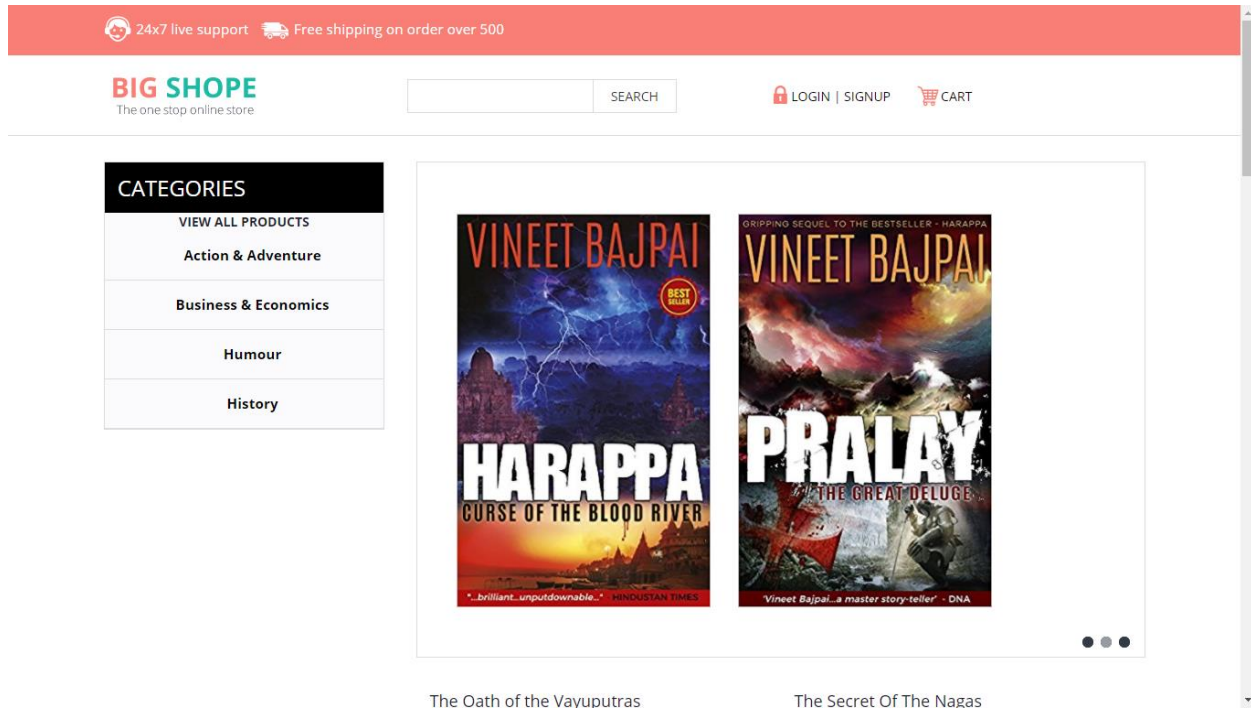 24x7 live support Free shipping on order over 500
BIG SHOPE
The one stop online store
SEARCH
LOGIN | SIGNUP
CART
CATEGORIES
VIEW ALL PRODUCTS
Action & Adventure
Business & Economics
Humour
History
VINEET BAJPAI
BEST
SELLER
HARAPPA
CURSE OF THE BLOOD RIVER
"...brilliant...unputdownable..." HINDUSTAN TIMES
GRIPPING SEQUEL TO THE BESTSELLER - HARAPPA
VINEET BAJPAI
PRALAY
THE GREAT DELUGE
'Vineet Bajpai...a master story-teller' - DNA
The Oath of the Vayuputras
The Secret Of The Nagas